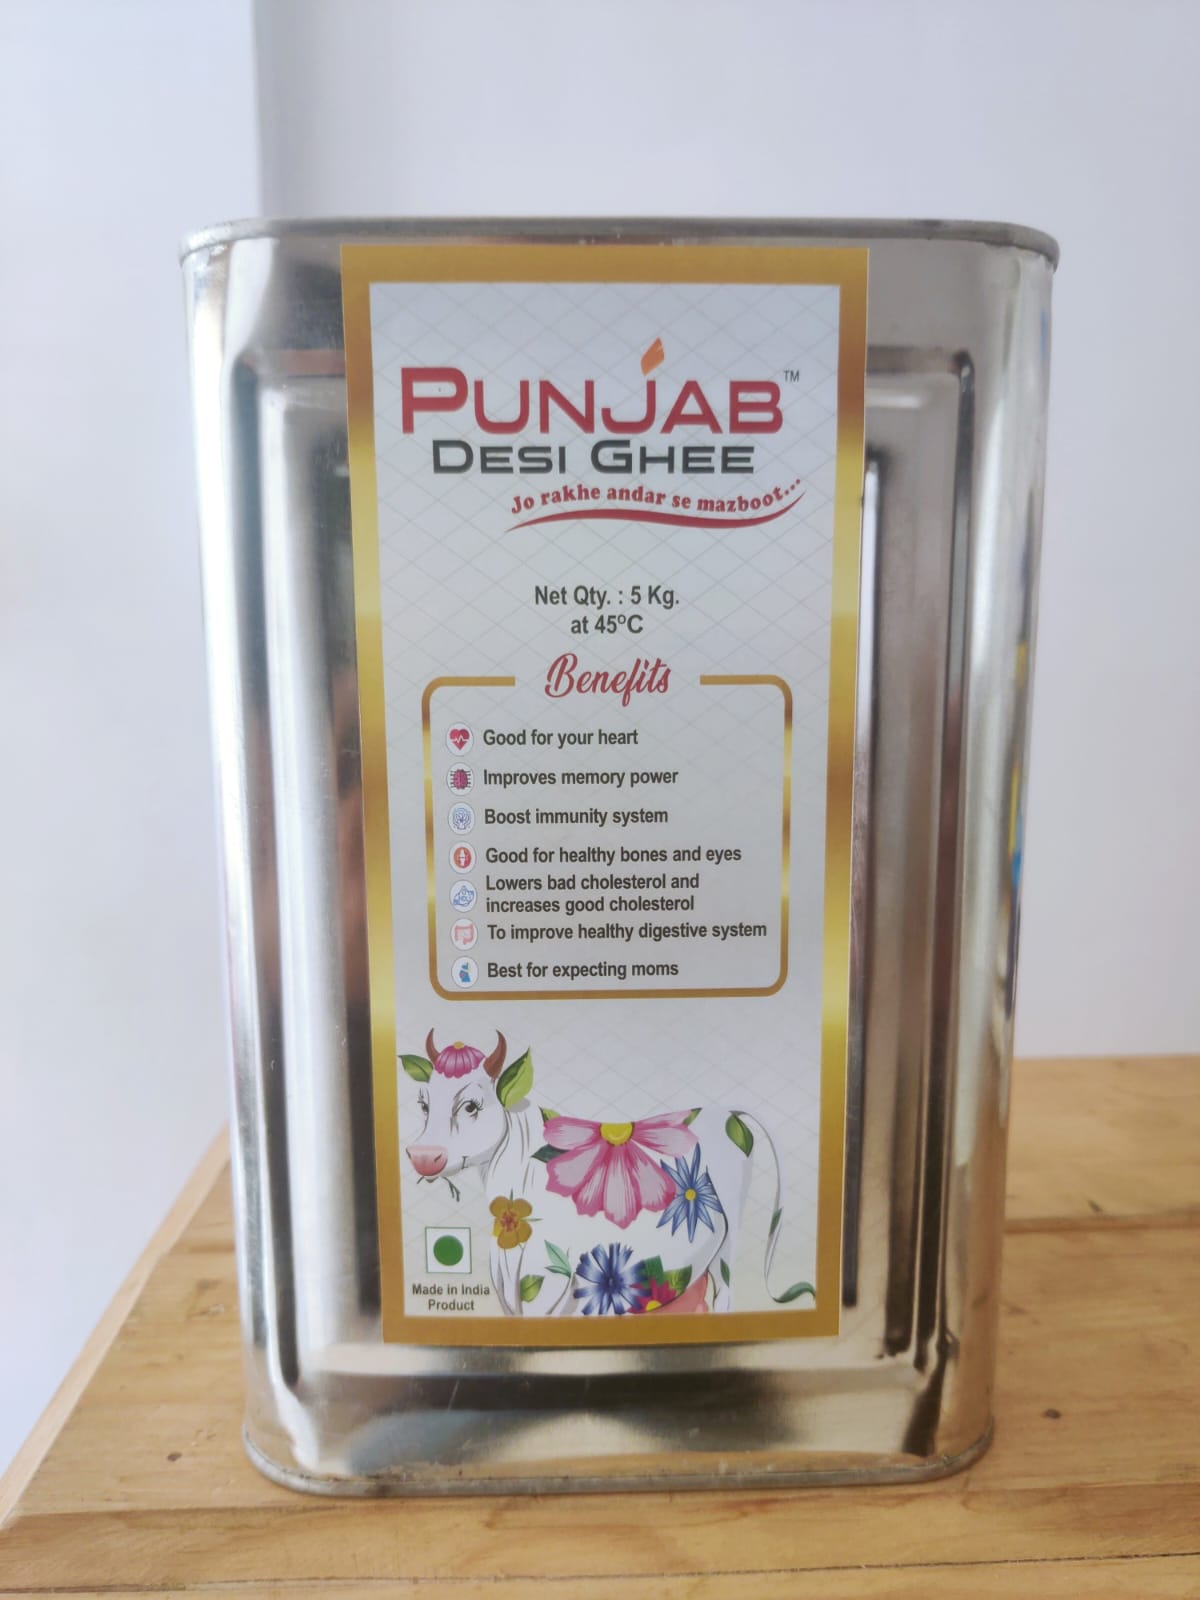 PUNJAB™
DESI GHEE
Jo rakhe andar se mazboot...
Net Qty. : 5 Kg.
at 45°C
Benefits
Good for your heart
Improves memory power
Boost immunity system
Good for healthy bones and eyes
Lowers bad cholesterol and
increases good cholesterol
To improve healthy digestive system
Best for expecting moms
Made in India
Product